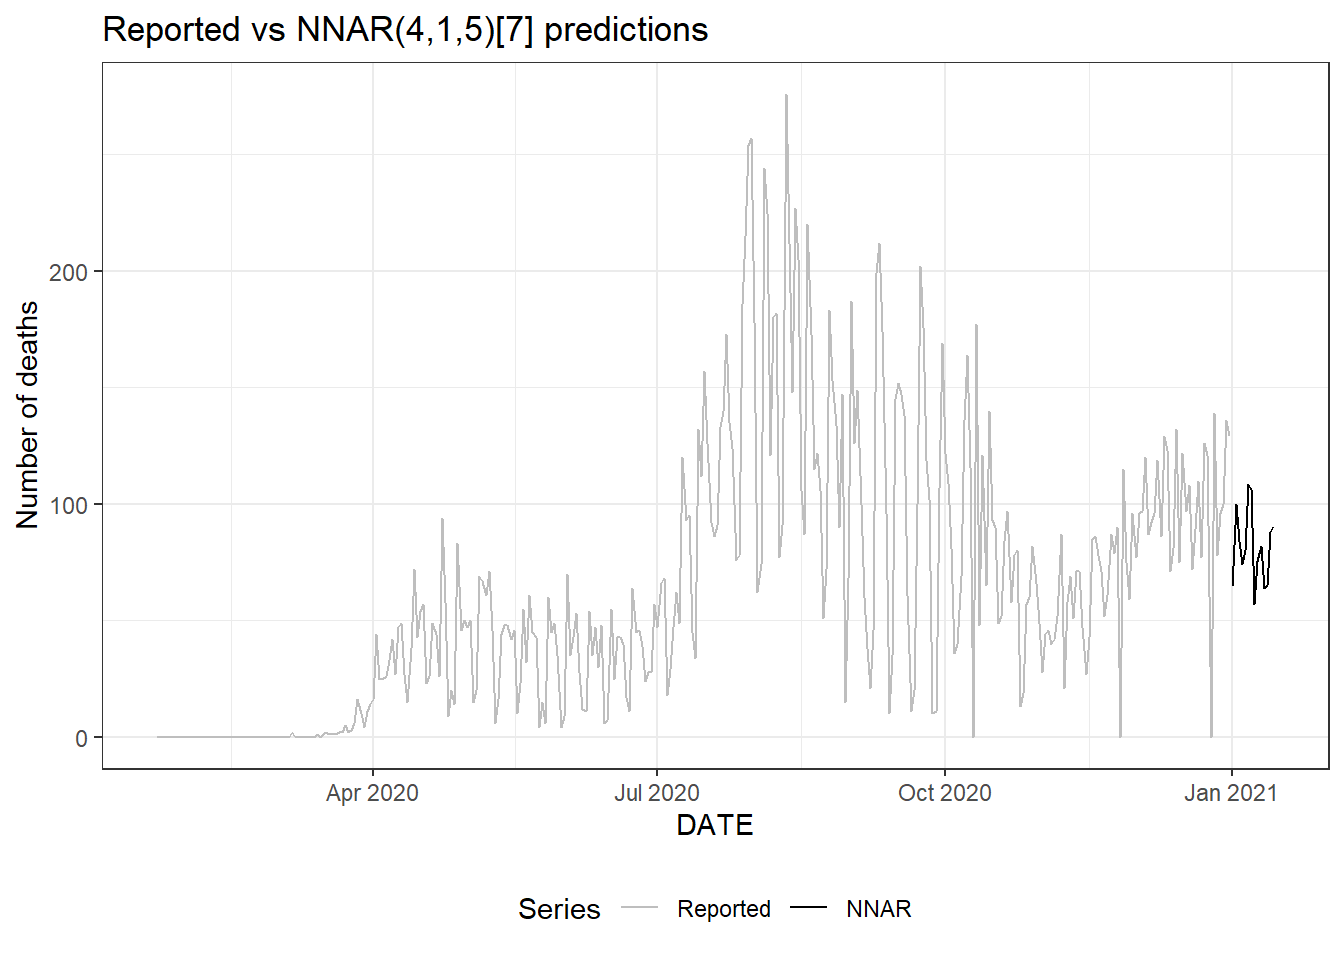 Reported vs NNAR(4,1,5)[7] predictions
Number of deaths
200
100
0
Apr 2020
Jul 2020
Oct 2020
Jan 2021
DATE
Series
Reported
NNAR